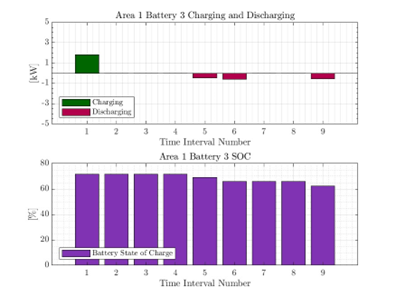 Area 1 Battery 3 Charging and Discharging
5
3
1
-1
-3
-5
[kW]
Charging
Discharging
1 2 3 4 5 6 7 8 9
Time Interval Number
Area 1 Battery 3 SOC
80
60
40
20
0
[%]
Battery State of Charge
1 2 3 4 5 6 7 8 9
Time Interval Number